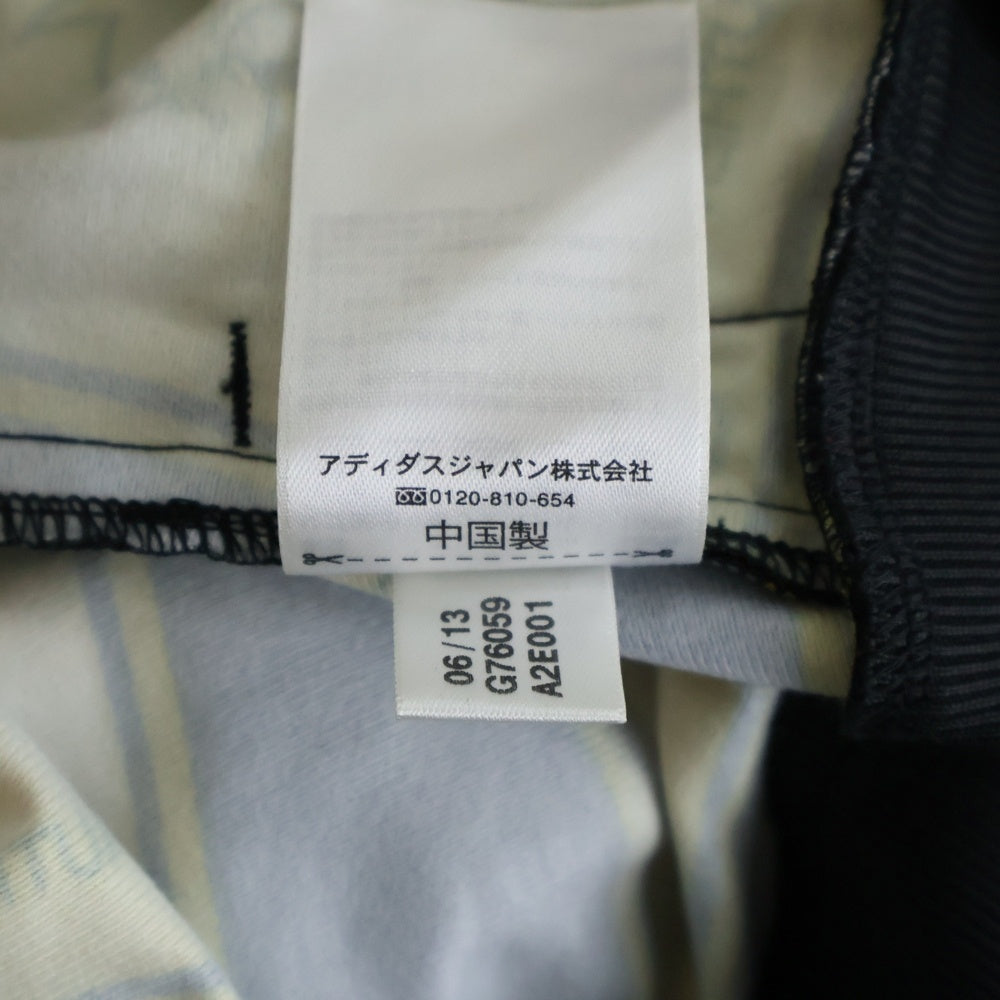 アディダスジャパン株式会社
0120-810-654
中国製
06/13
G76059
A2E001